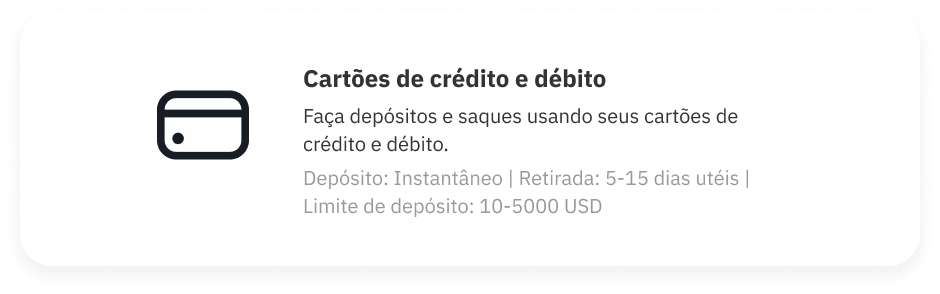 Cartões de crédito e débito
Faça depósitos e saques usando seus cartões de
crédito e débito.
Depósito: Instantâneo | Retirada: 5-15 dias utéis |
Limite de depósito: 10-5000 USD